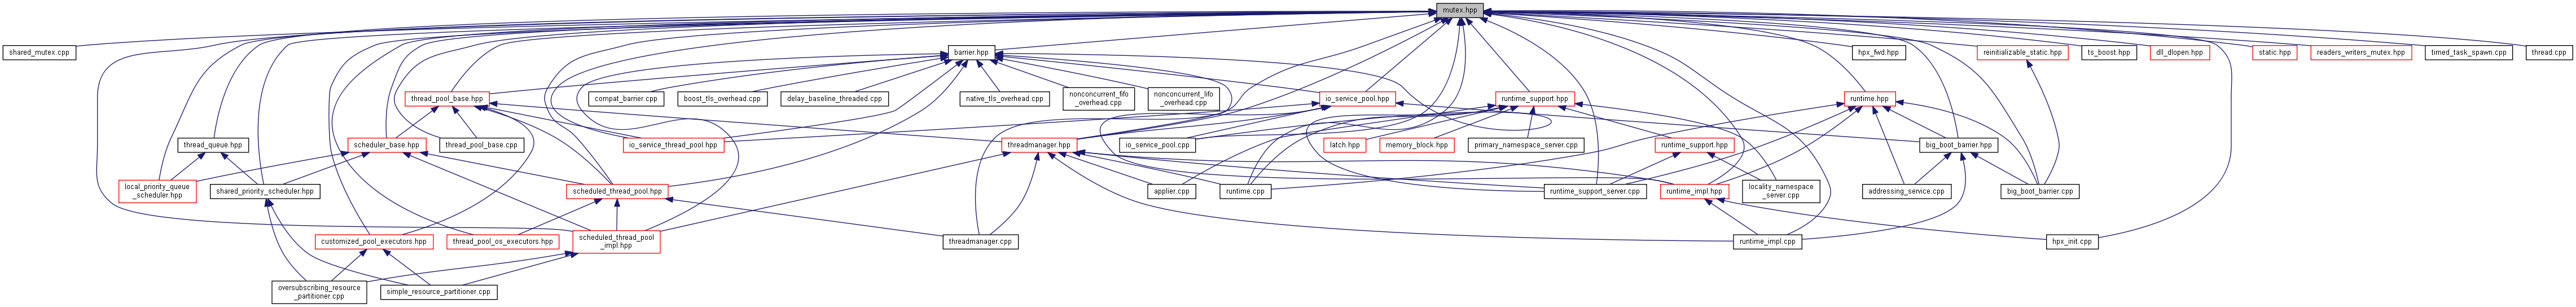 mutex.hpp
shared_mutex.cpp
barrier.hpp
hpx_fwd.hpp
reinitializable_static.hpp
ts_boost.hpp
dll_dlopen.hpp
static.hpp
readers_writers_mutex.hpp
timed_task_spawn.cpp
thread.cpp
thread_pool_base.hpp
compat_barrier.cpp
boost_tls_overhead.cpp
delay_baseline_threaded.cpp
native_tls_overhead.cpp
nonconcurrent_fifo
_overhead.cpp
nonconcurrent_lifo
_overhead.cpp
io_service_pool.hpp
runtime_support.hpp
runtime.hpp
thread_queue.hpp
scheduler_base.hpp
thread_pool_base.cpp
io_service_thread_pool.hpp
threadmanager.hpp
io_service_pool.cpp
latch.hpp
memory_block.hpp
primary_namespace_server.cpp
runtime_support.hpp
big_boot_barrier.hpp
local_priority_queue
_scheduler.hpp
shared_priority_scheduler.hpp
scheduled_thread_pool.hpp
applier.cpp
runtime.cpp
runtime_support_server.cpp
runtime_impl.hpp
locality_namespace
_server.cpp
addressing_service.cpp
big_boot_barrier.cpp
customized_pool_executors.hpp
thread_pool_os_executors.hpp
scheduled_thread_pool
_impl.hpp
threadmanager.cpp
runtime_impl.cpp
hpx_init.cpp
oversubscribing_resource
_partitioner.cpp
simple_resource_partitioner.cpp